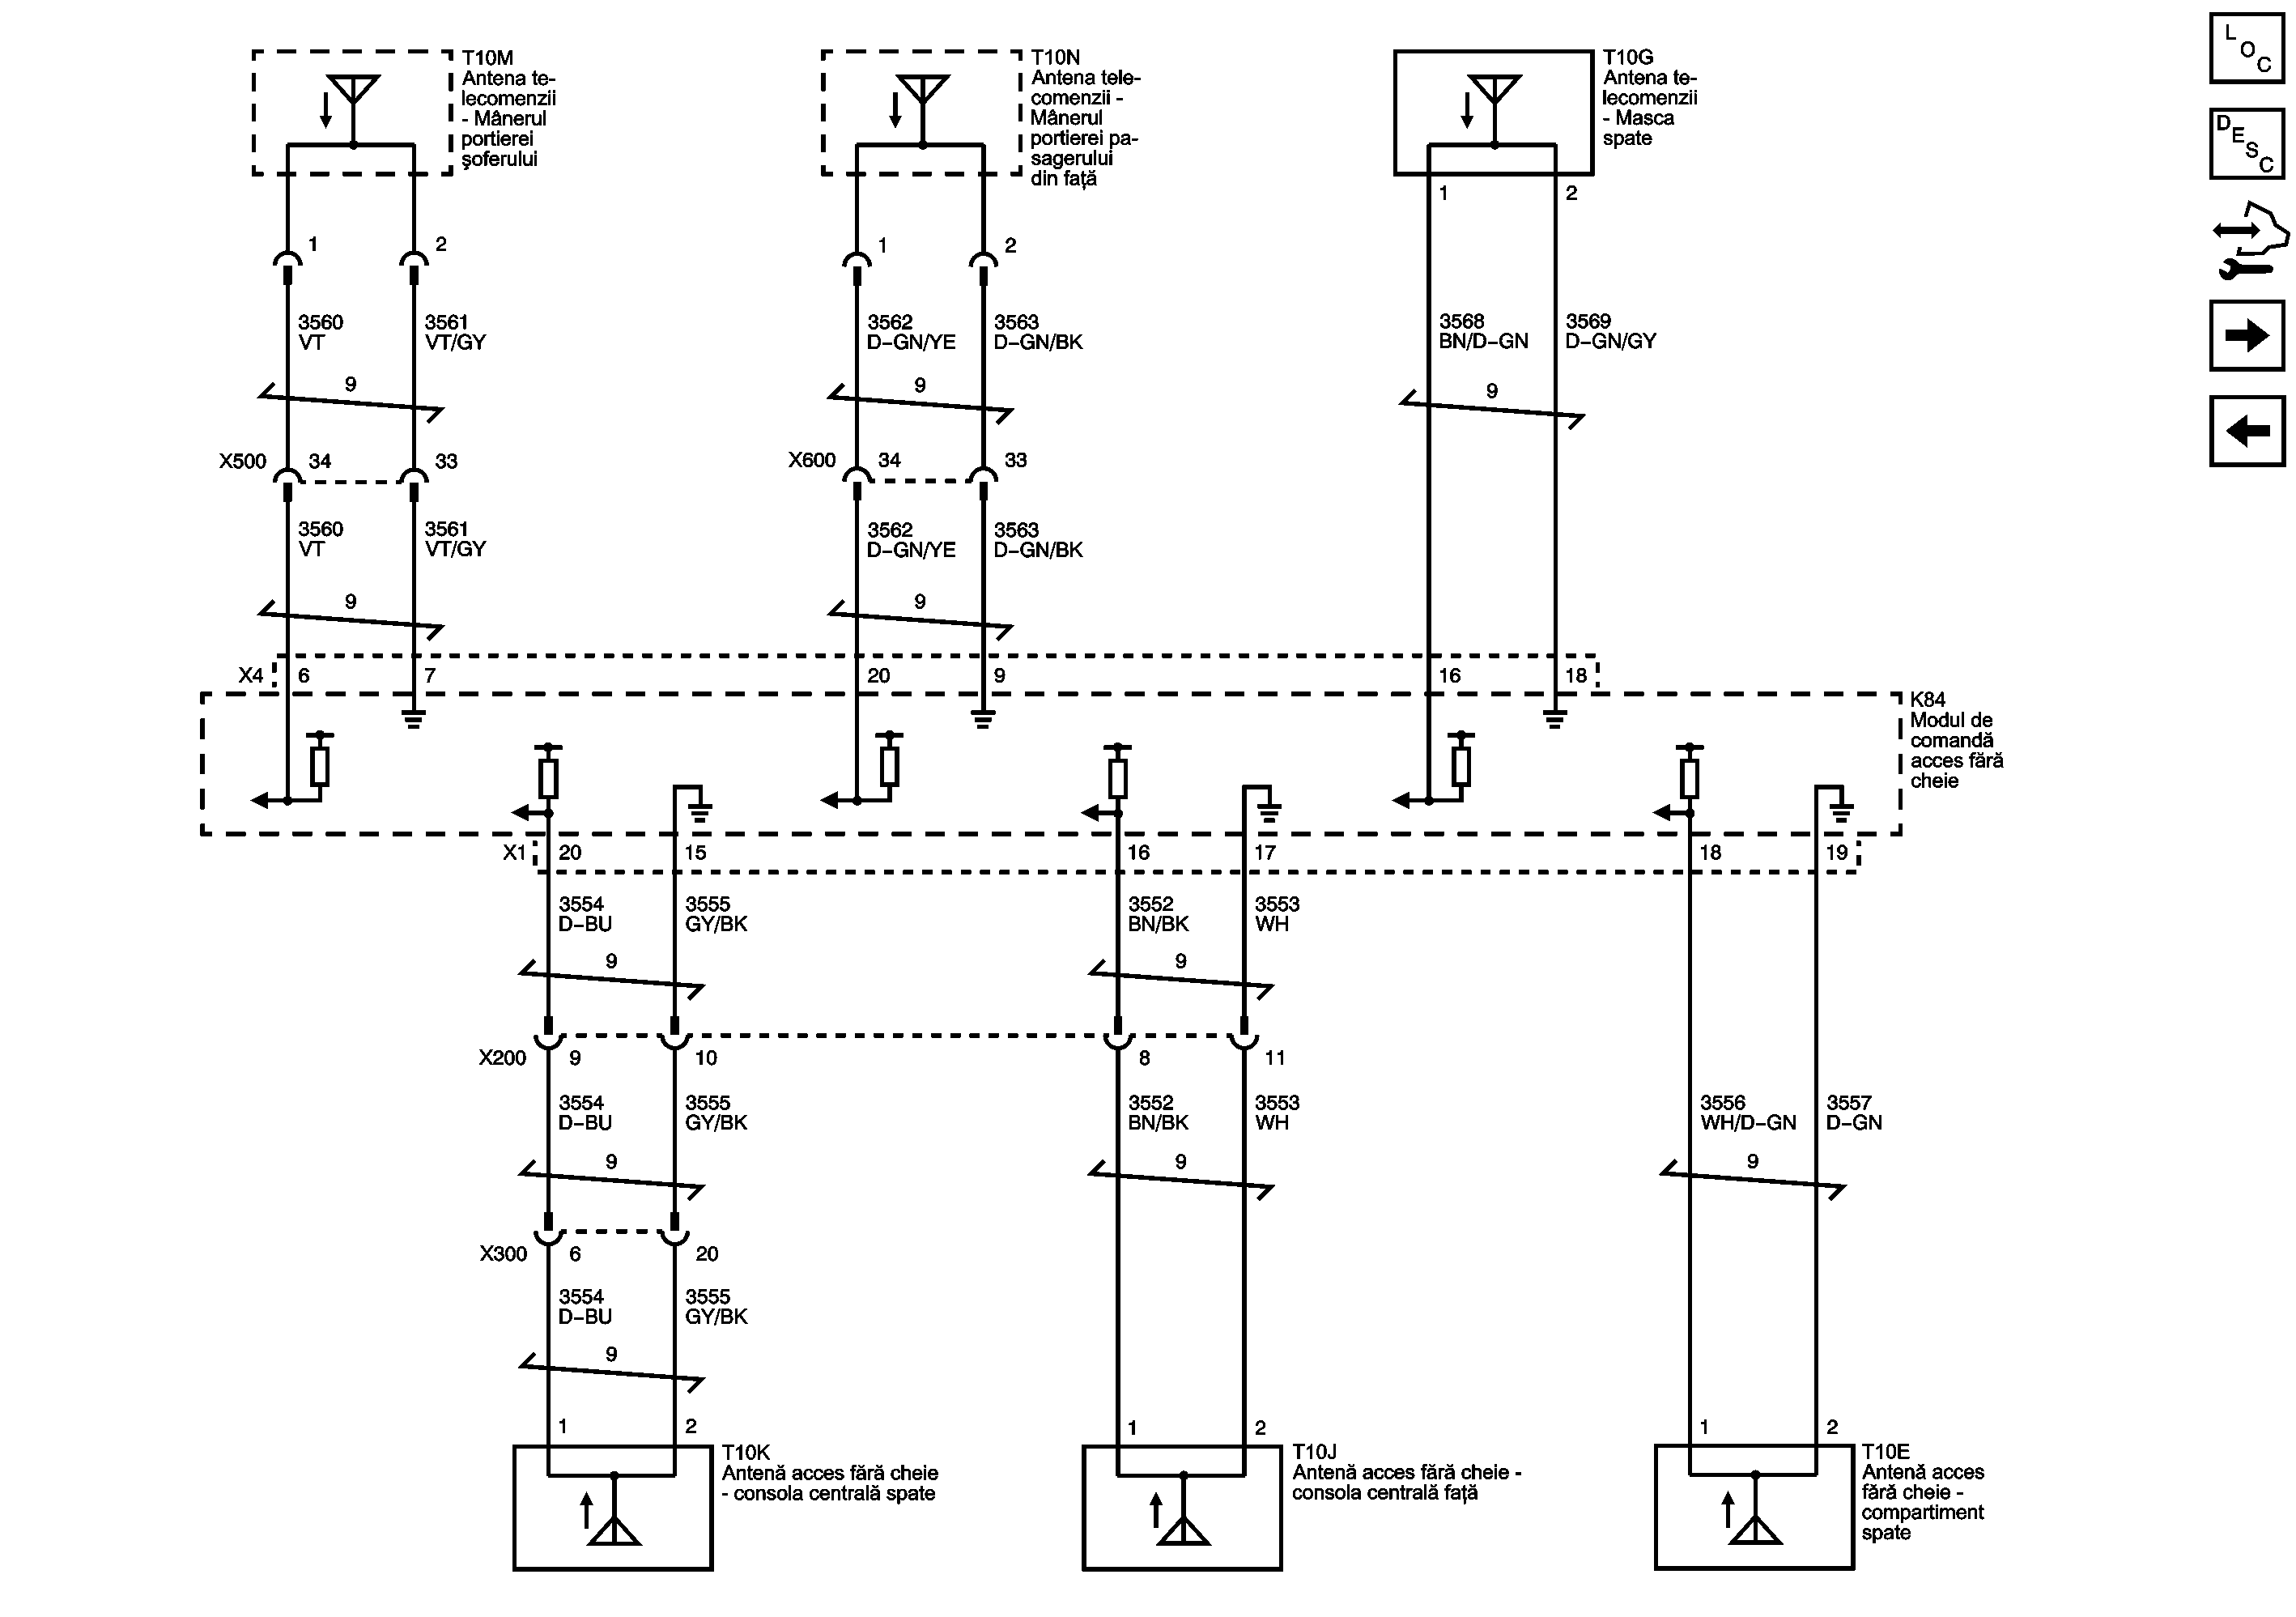 T10M
Antena te-
lecomenzii
- Mânerul
portierei
şoferului
T10N
Antena tele-
comenzii -
Mânerul
portierei pa-
sagerului
din faţă
T10G
Antena te-
lecomenzii
- Masca
spate
L O C
D E S C
1 2
1 2
1 2
3560 VT
3561 VT/GY
3562 D-GN/YE
3563 D-GN/BK
3568 BN/D-GN
3569 D-GN/GY
9
9
9
X500 34 33
X600 34 33
3560 VT
3561 VT/GY
3562 D-GN/YE
3563 D-GN/BK
9
9
X4 6 7 20 9 16 18
K84
Modul de
comandă
acces fără
cheie
X1 20 15 16 17 18 19
3554 D-BU
3555 GY/BK
3552 BN/BK
3553 WH
9
9
X200 9 10 8 11
3554 D-BU
3555 GY/BK
3552 BN/BK
3553 WH
3556 WH/D-GN
3557 D-GN
9
9
9
X300 6 20
3554 D-BU
3555 GY/BK
9
1 2
1 2
1 2
T10K
Antenă acces fără cheie
- consola centrală spate
T10J
Antenă acces fără cheie -
consola centrală faţă
T10E
Antenă acces
fără cheie -
compartiment
spate